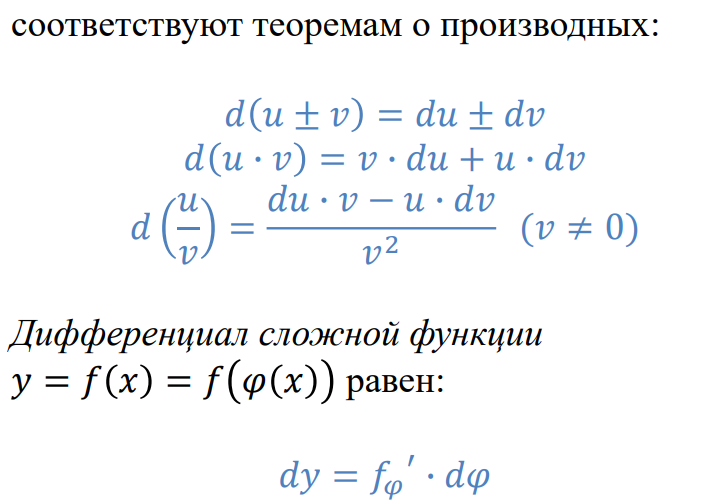 соответствуют теоремам о производных:
d(u ± v) = du ± dv
d(u · v) = v · du + u · dv
d(u/v) = (du · v − u · dv)/v² (v ≠ 0)
Дифференциал сложной функции
y = f(x) = f(φ(x)) равен:
dy = f_φ′ · dφ